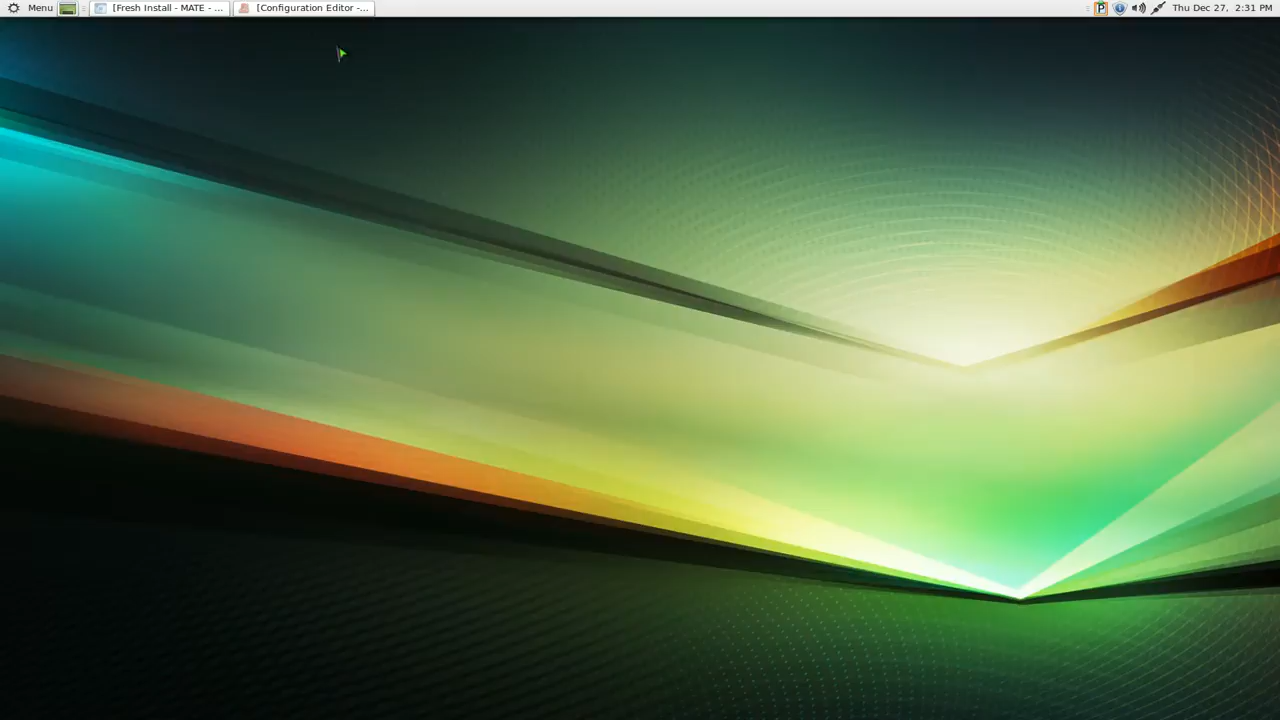 Menu
[Fresh Install - MATE - ...
[Configuration Editor -...
P
Thu Dec 27, 2:31 PM